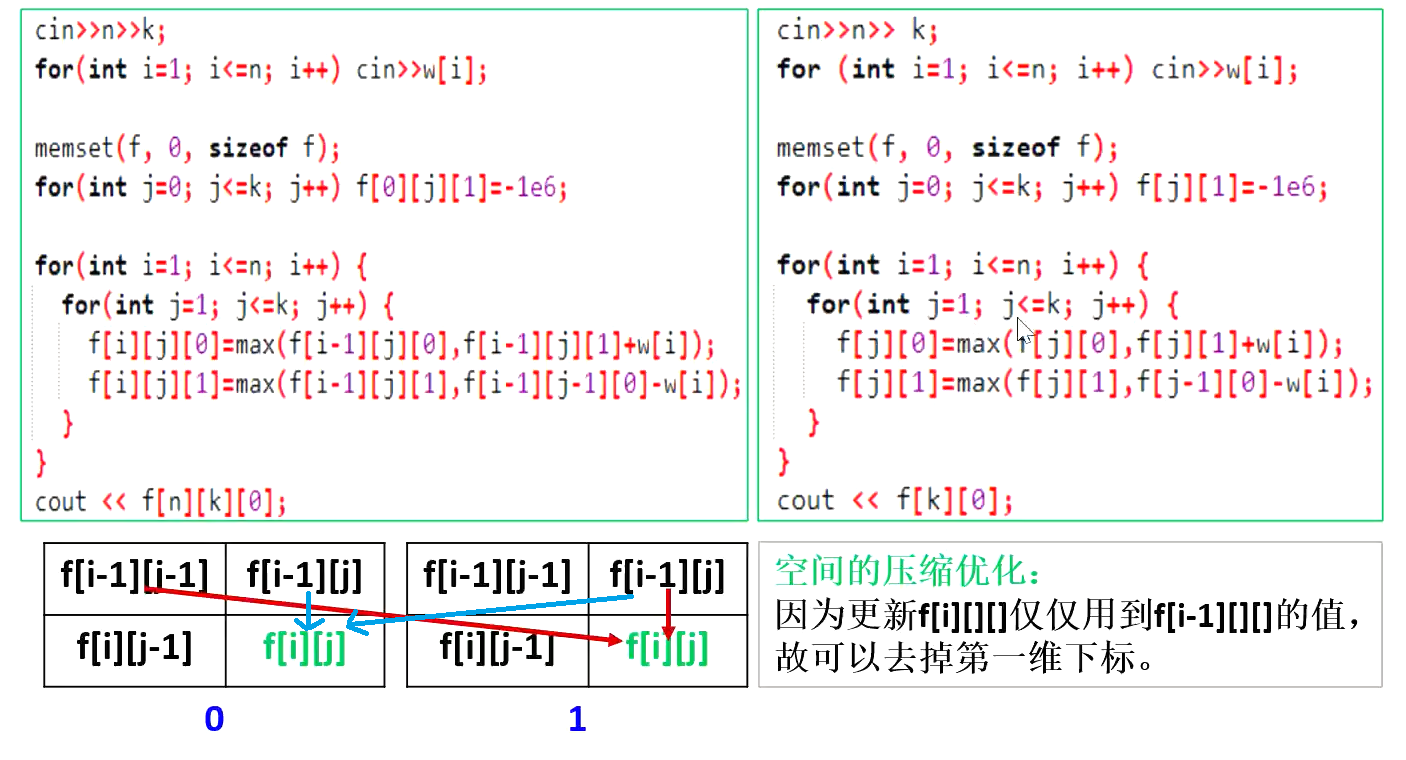 cin>>n>>k;
for(int i=1; i<=n; i++) cin>>w[i];
memset(f, 0, sizeof f);
for(int j=0; j<=k; j++) f[0][j][1]=-1e6;
for(int i=1; i<=n; i++) {
for(int j=1; j<=k; j++) {
f[i][j][0]=max(f[i-1][j][0],f[i-1][j][1]+w[i]);
f[i][j][1]=max(f[i-1][j][1],f[i-1][j-1][0]-w[i]);
}
}
cout << f[n][k][0];
cin>>n>> k;
for (int i=1; i<=n; i++) cin>>w[i];
memset(f, 0, sizeof f);
for(int j=0; j<=k; j++) f[j][1]=-1e6;
for(int i=1; i<=n; i++) {
for(int j=1; j<=k; j++) {
f[j][0]=max(f[j][0],f[j][1]+w[i]);
f[j][1]=max(f[j][1],f[j-1][0]-w[i]);
}
}
cout << f[k][0];
f[i-1][j-1] f[i-1][j] f[i-1][j-1] f[i-1][j]
f[i][j-1] f[i][j] f[i][j-1] f[i][j]
0 1
空间的压缩优化：
因为更新f[i][][]仅仅用到f[i-1][][]的值，
故可以去掉第一维下标。